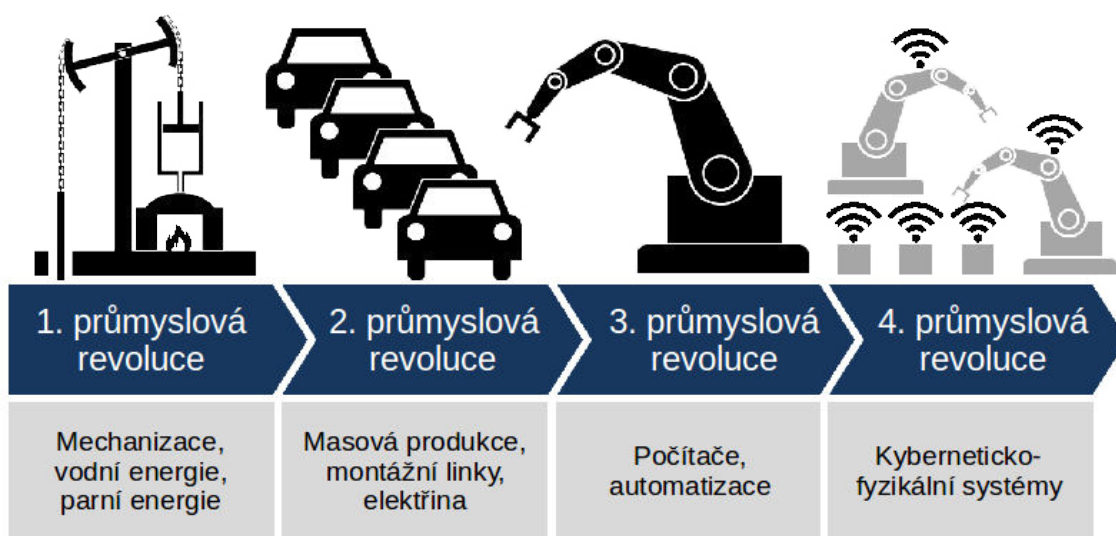 1. průmyslová
revoluce
2. průmyslová
revoluce
3. průmyslová
revoluce
4. průmyslová
revoluce
Mechanizace,
vodní energie,
parní energie
Masová produkce,
montážní linky,
elektřina
Počítače,
automatizace
Kyberneticko-
fyzikální systémy